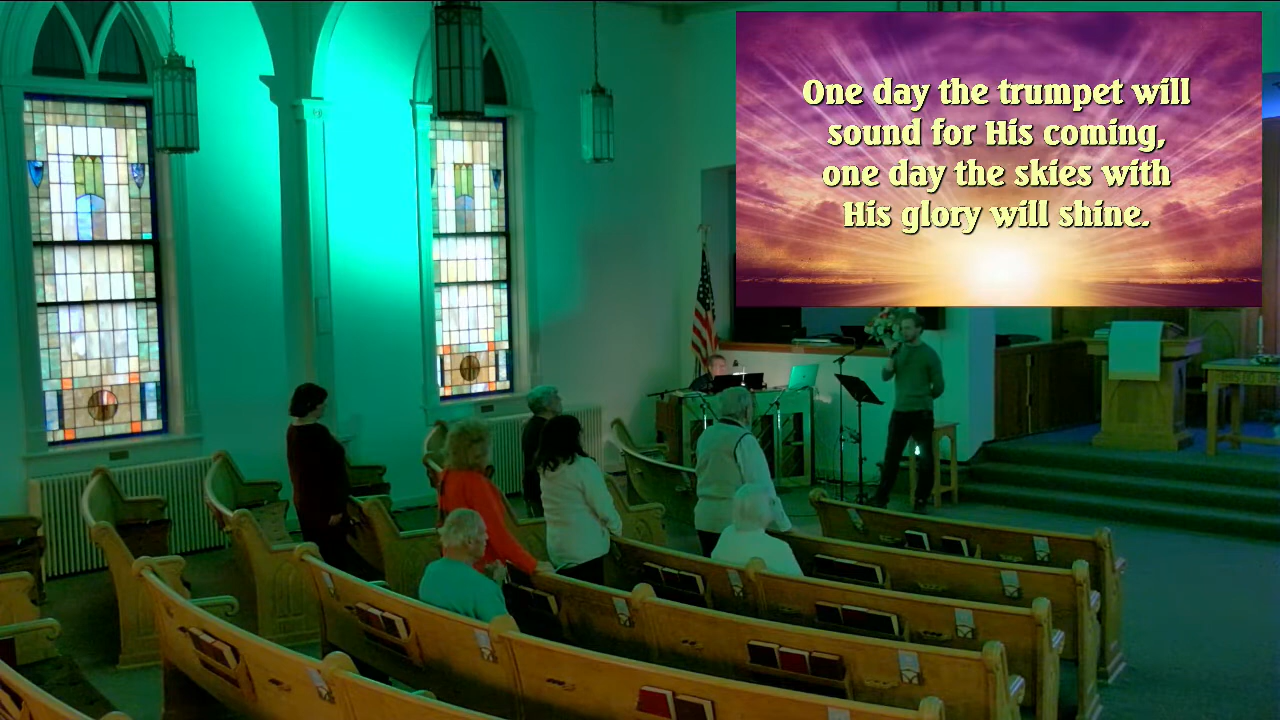 One day the trumpet will
sound for His coming,
one day the skies with
His glory will shine.